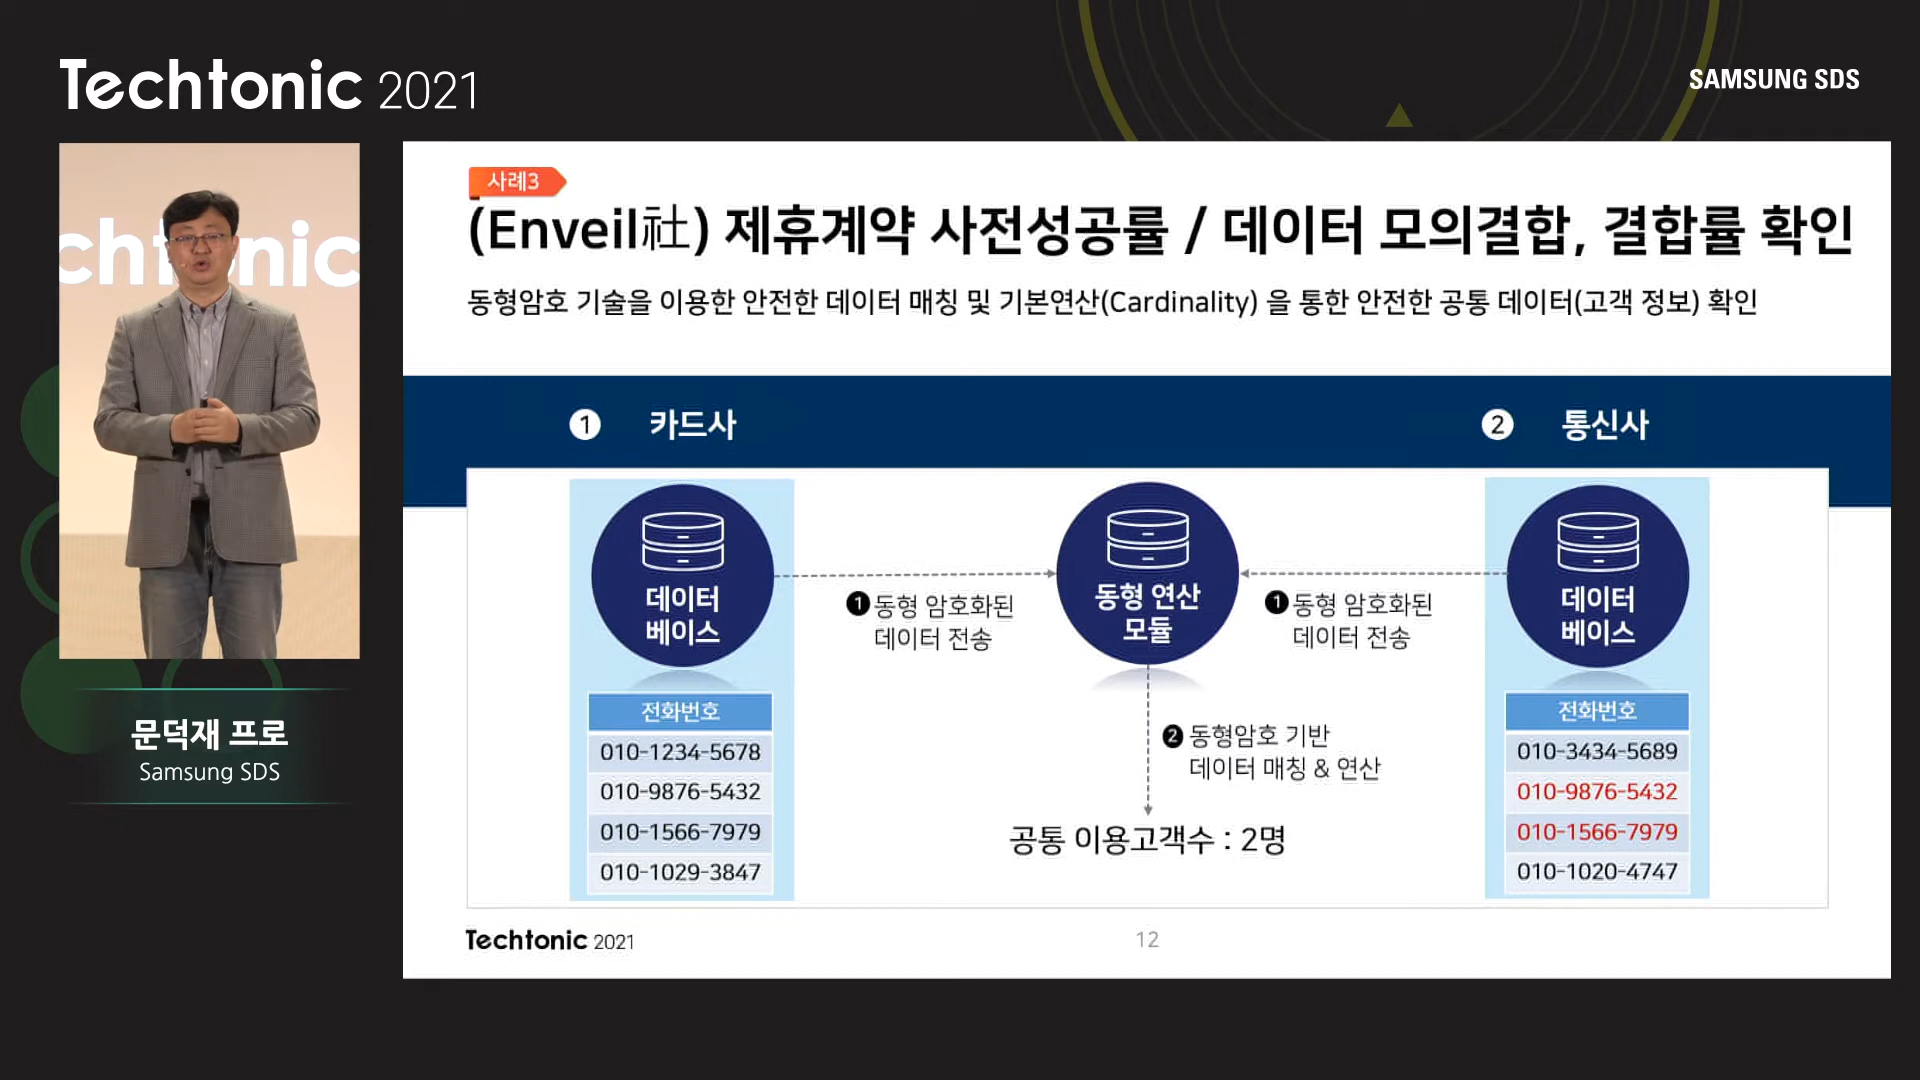 Techtonic 2021
SAMSUNG SDS
chtonic
문덕재 프로
Samsung SDS
사례3
(Enveil社) 제휴계약 사전성공률 / 데이터 모의결합, 결합률 확인
동형암호 기술을 이용한 안전한 데이터 매칭 및 기본연산(Cardinality) 을 통한 안전한 공통 데이터(고객 정보) 확인
1 카드사
2 통신사
데이터
베이스
1 동형 암호화된
데이터 전송
동형 연산
모듈
1 동형 암호화된
데이터 전송
데이터
베이스
전화번호
010-1234-5678
010-9876-5432
010-1566-7979
010-1029-3847
2 동형암호 기반
데이터 매칭 & 연산
공통 이용고객수 : 2명
전화번호
010-3434-5689
010-9876-5432
010-1566-7979
010-1020-4747
Techtonic 2021
12